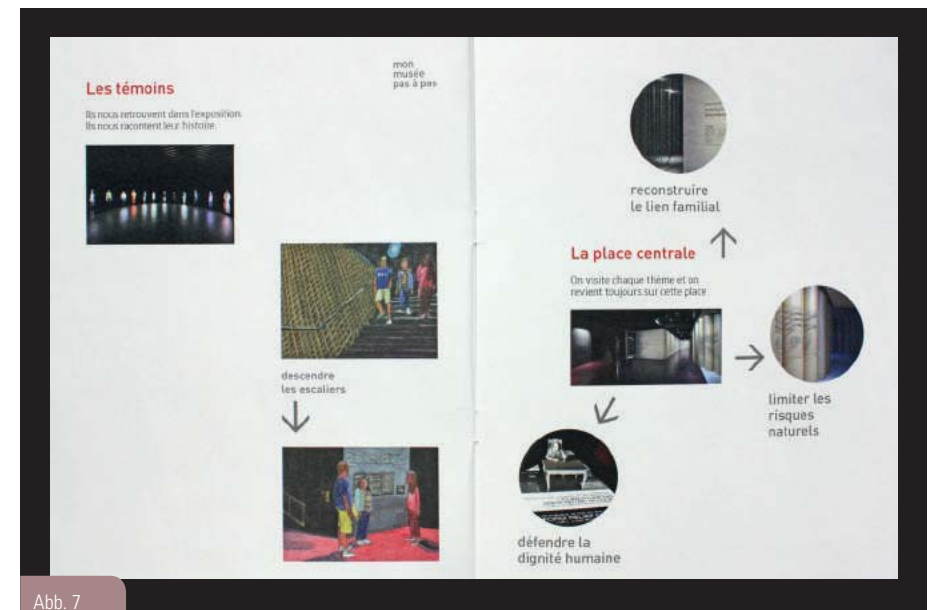 Les témoins
Ils nous retrouvent dans l'exposition.
Ils nous racontent leur histoire.
mon
musée
pas à pas
descendre
les escaliers
reconstruire
le lien familial
La place centrale
On visite chaque thème et on
revient toujours sur cette place
limiter les
risques
naturels
défendre la
dignité humaine
Abb. 7